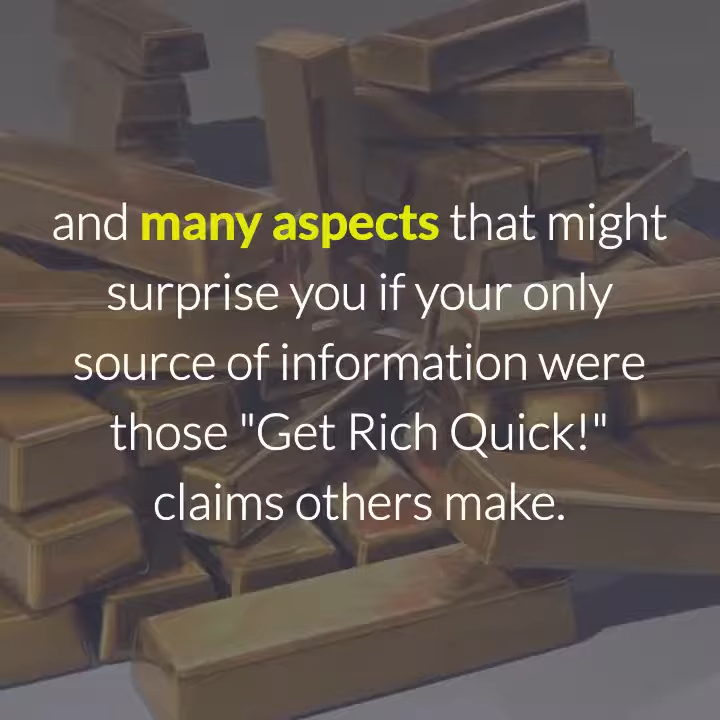 and many aspects that might
surprise you if your only
source of information were
those "Get Rich Quick!"
claims others make.